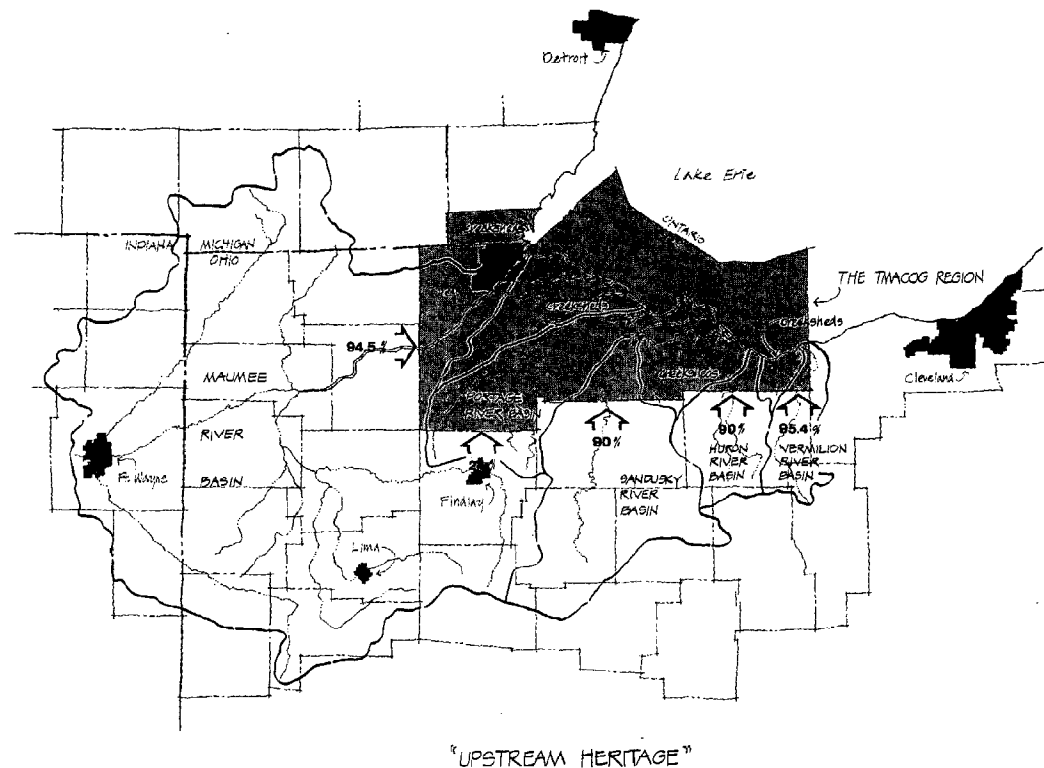 Detroit
Lake Erie
ONTARIO
INDIANA
MICHIGAN
OHIO
THE TMACOG REGION
Creeksheds
Creeksheds
94.5%
Cleveland
MAUMEE
RIVER
BASIN
PORTAGE
RIVER BASIN
90%
90%
95.4%
HURON
RIVER
BASIN
VERMILION
RIVER
BASIN
Ft. Wayne
Findlay
SANDUSKY
RIVER
BASIN
Lima
"UPSTREAM HERITAGE"